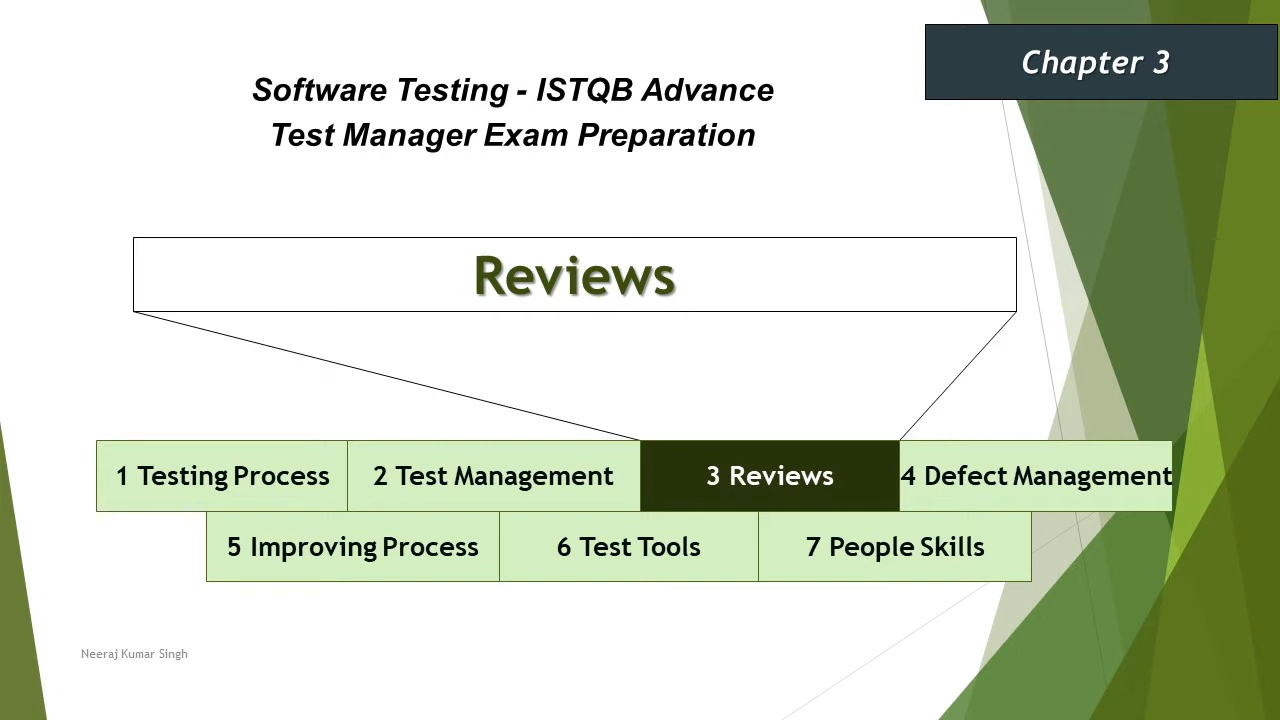 Chapter 3
Software Testing - ISTQB Advance
Test Manager Exam Preparation
Reviews
1 Testing Process
2 Test Management
3 Reviews
4 Defect Management
5 Improving Process
6 Test Tools
7 People Skills
Neeraj Kumar Singh